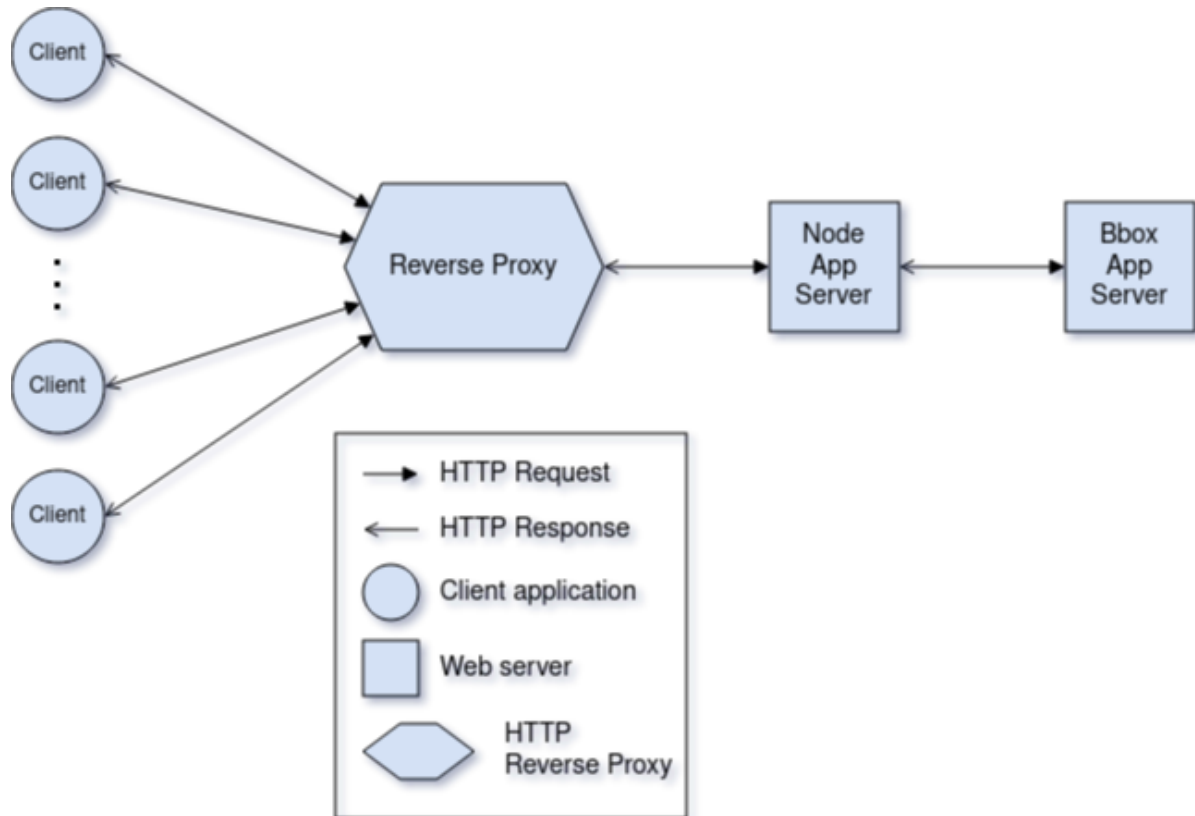 Client
Client
Reverse Proxy
Node
App
Server
Bbox
App
Server
Client
Client
HTTP Request
HTTP Response
Client application
Web server
HTTP
Reverse Proxy